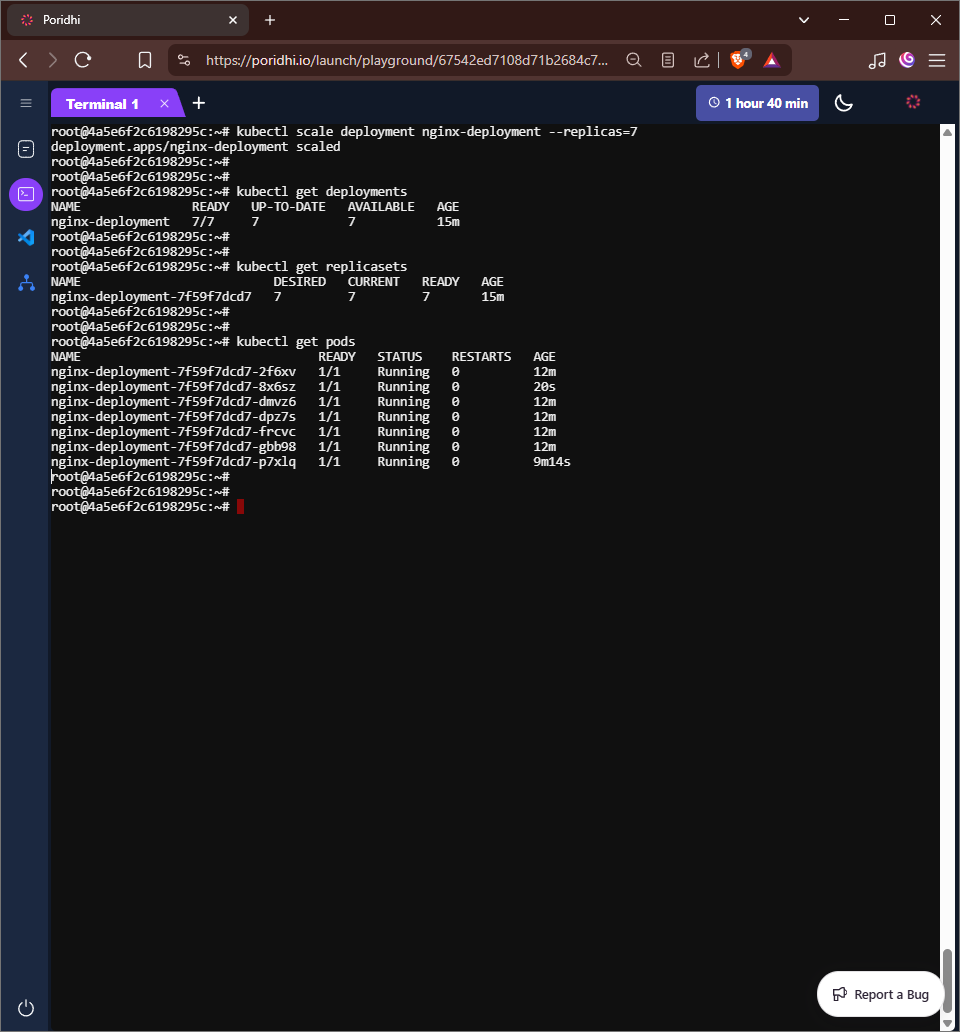 Poridhi
https://poridhi.io/launch/playground/67542ed7108d71b2684c7...
4
Terminal 1
1 hour 40 min
root@4a5e6f2c6198295c:~# kubectl scale deployment nginx-deployment --replicas=7
deployment.apps/nginx-deployment scaled
root@4a5e6f2c6198295c:~#
root@4a5e6f2c6198295c:~#
root@4a5e6f2c6198295c:~# kubectl get deployments
NAME               READY   UP-TO-DATE   AVAILABLE   AGE
nginx-deployment   7/7     7            7           15m
root@4a5e6f2c6198295c:~#
root@4a5e6f2c6198295c:~#
root@4a5e6f2c6198295c:~# kubectl get replicasets
NAME                          DESIRED   CURRENT   READY   AGE
nginx-deployment-7f59f7dcd7   7         7         7       15m
root@4a5e6f2c6198295c:~#
root@4a5e6f2c6198295c:~#
root@4a5e6f2c6198295c:~# kubectl get pods
NAME                                READY   STATUS    RESTARTS   AGE
nginx-deployment-7f59f7dcd7-2f6xv   1/1     Running   0          12m
nginx-deployment-7f59f7dcd7-8x6sz   1/1     Running   0          20s
nginx-deployment-7f59f7dcd7-dmvz6   1/1     Running   0          12m
nginx-deployment-7f59f7dcd7-dpz7s   1/1     Running   0          12m
nginx-deployment-7f59f7dcd7-frcvc   1/1     Running   0          12m
nginx-deployment-7f59f7dcd7-gbb98   1/1     Running   0          12m
nginx-deployment-7f59f7dcd7-p7xlq   1/1     Running   0          9m14s
root@4a5e6f2c6198295c:~#
root@4a5e6f2c6198295c:~#
root@4a5e6f2c6198295c:~#
Report a Bug